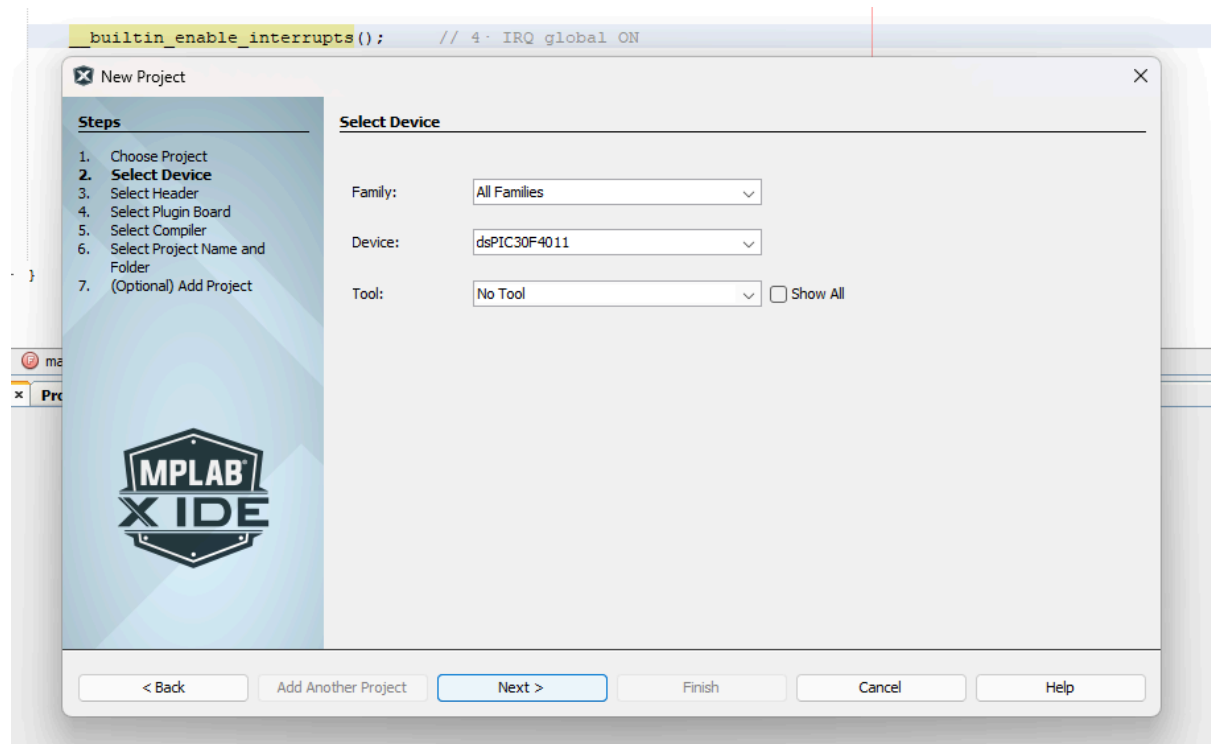 __builtin_enable_interrupts();     // 4· IRQ global ON
New Project
Steps
1. Choose Project
2. Select Device
3. Select Header
4. Select Plugin Board
5. Select Compiler
6. Select Project Name and
Folder
7. (Optional) Add Project
Select Device
Family: All Families
Device: dsPIC30F4011
Tool: No Tool Show All
}
ma
x Pro
MPLAB®
X IDE
< Back Add Another Project Next > Finish Cancel Help